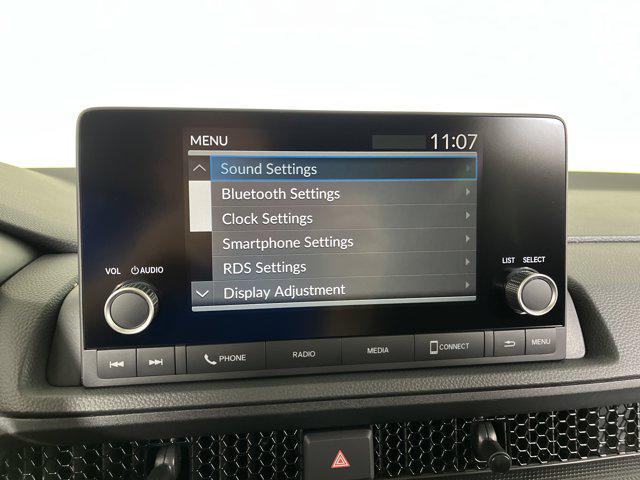 MENU 11:07
Sound Settings
Bluetooth Settings
Clock Settings
Smartphone Settings
RDS Settings
Display Adjustment
VOL AUDIO
LIST SELECT
PHONE RADIO MEDIA CONNECT MENU